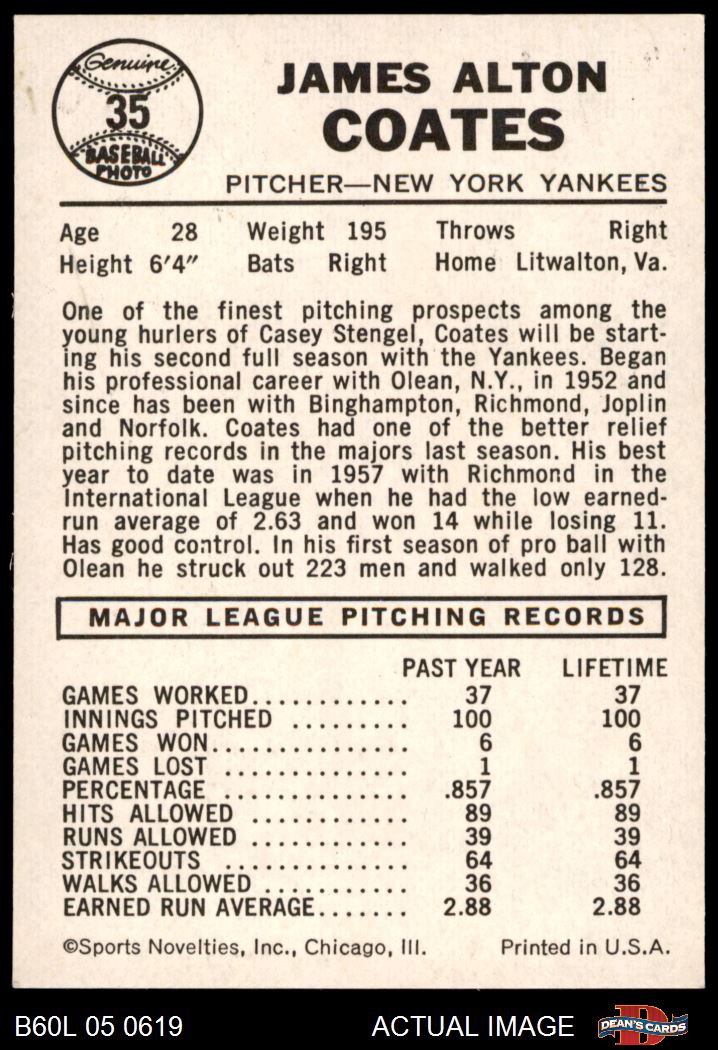 Genuine
35
BASEBALL
PHOTO
JAMES ALTON
COATES
PITCHER—NEW YORK YANKEES
Age 28 Weight 195 Throws Right
Height 6'4" Bats Right Home Litwalton, Va.
One of the finest pitching prospects among the
young hurlers of Casey Stengel, Coates will be start-
ing his second full season with the Yankees. Began
his professional career with Olean, N.Y., in 1952 and
since has been with Binghampton, Richmond, Joplin
and Norfolk. Coates had one of the better relief
pitching records in the majors last season. His best
year to date was in 1957 with Richmond in the
International League when he had the low earned-
run average of 2.63 and won 14 while losing 11.
Has good control. In his first season of pro ball with
Olean he struck out 223 men and walked only 128.
MAJOR LEAGUE PITCHING RECORDS
PAST YEAR LIFETIME
GAMES WORKED............ 37 37
INNINGS PITCHED ......... 100 100
GAMES WON............... 6 6
GAMES LOST .............. 1 1
PERCENTAGE .............. .857 .857
HITS ALLOWED ............ 89 89
RUNS ALLOWED ............ 39 39
STRIKEOUTS .............. 64 64
WALKS ALLOWED ........... 36 36
EARNED RUN AVERAGE....... 2.88 2.88
©Sports Novelties, Inc., Chicago, Ill. Printed in U.S.A.
B60L 05 0619 ACTUAL IMAGE DEAN'S CARDS